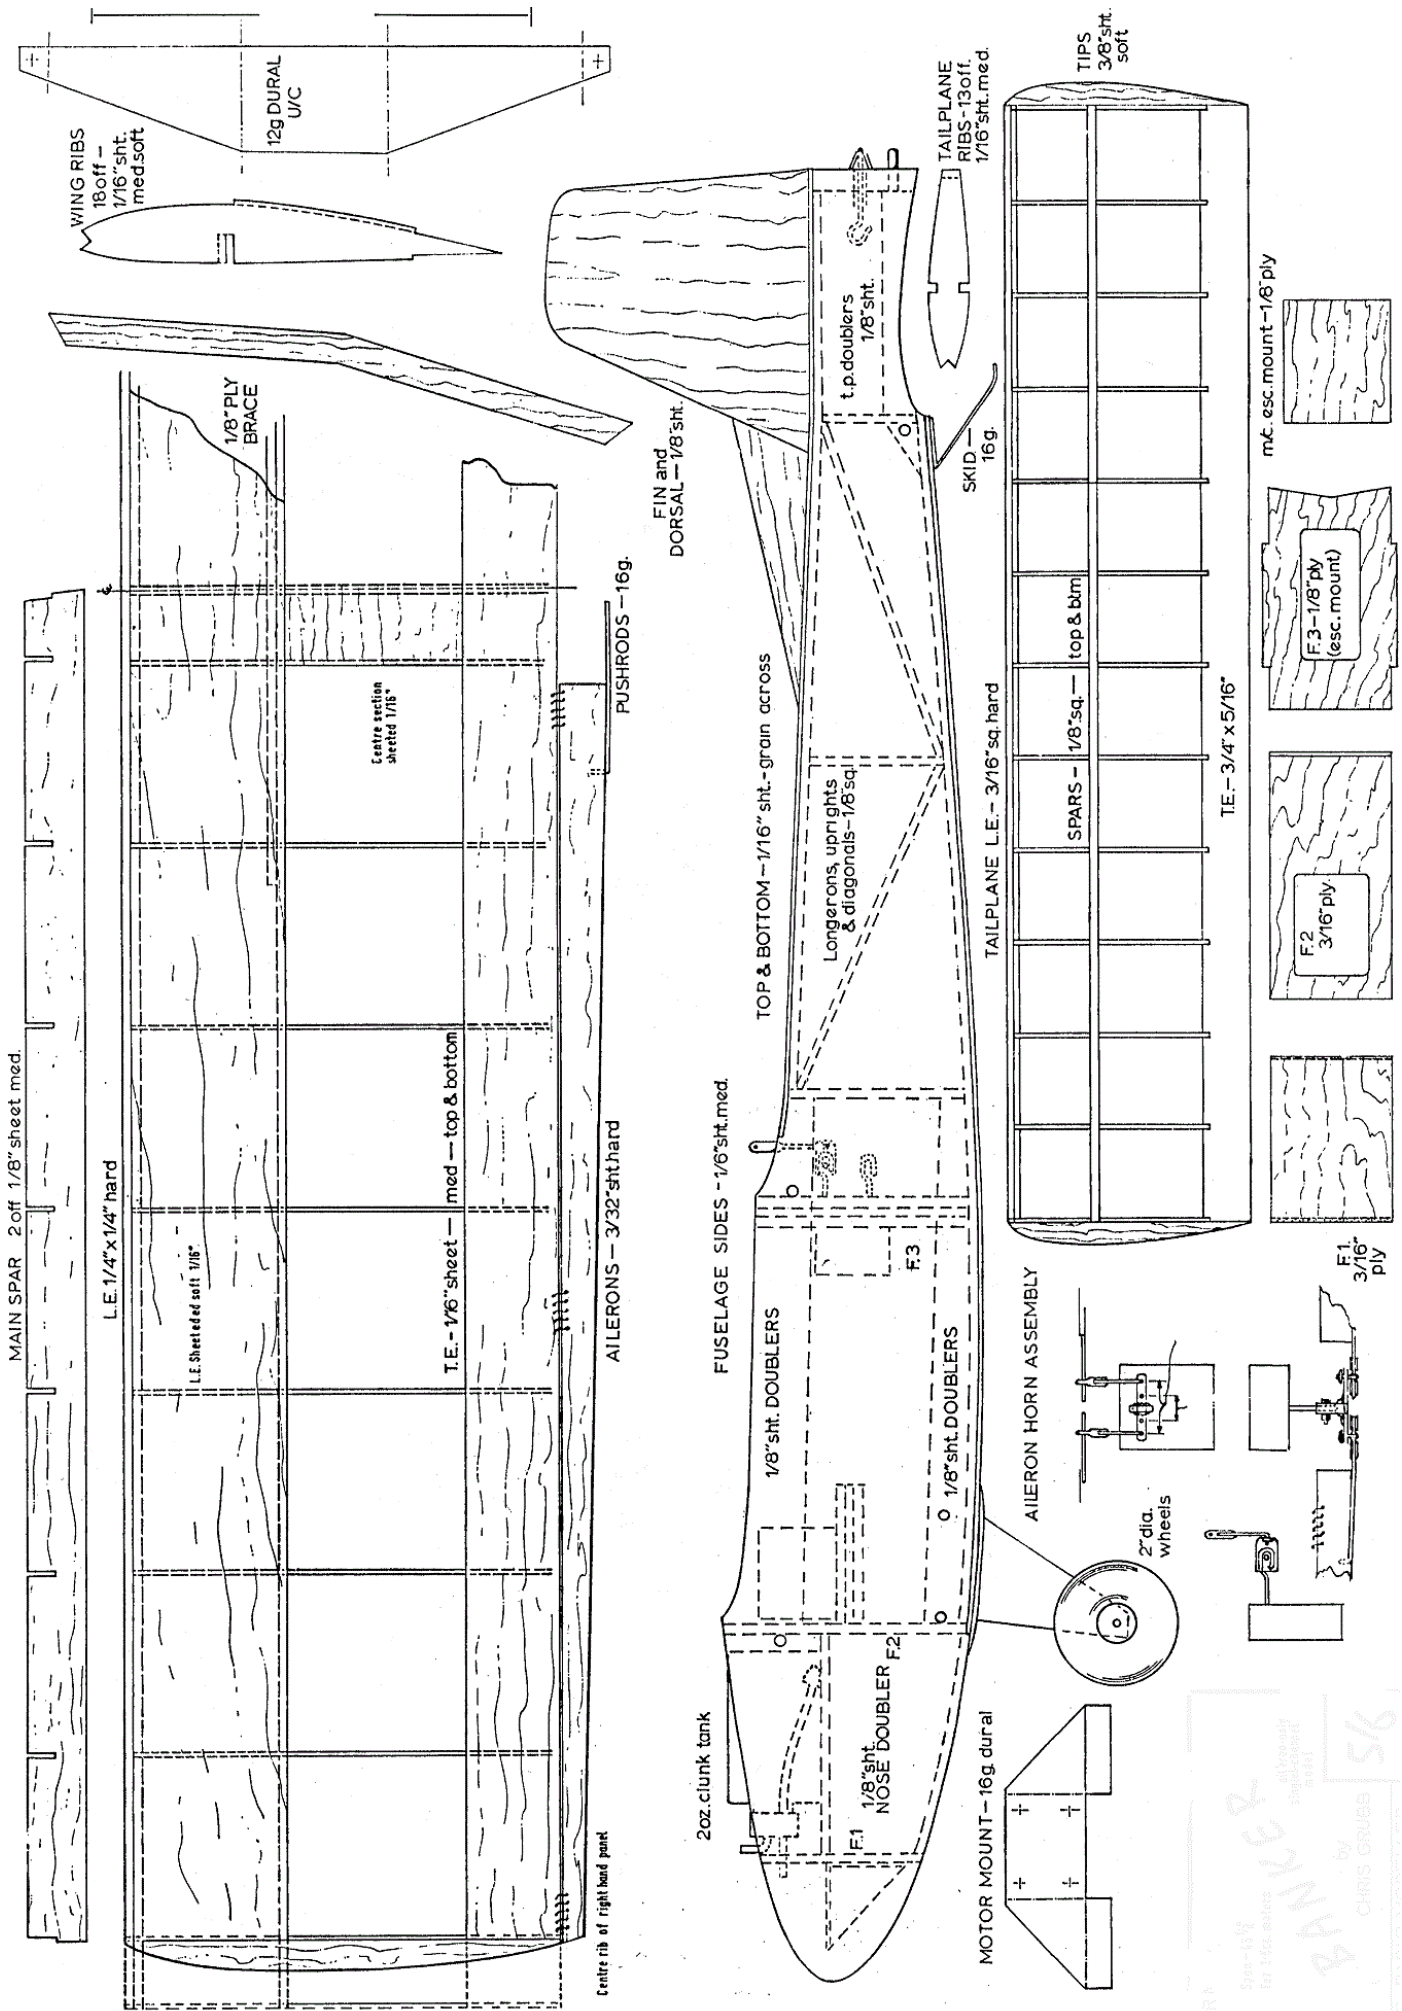 MAIN SPAR 2 off 1/8" sheet med.
L.E. 1/4" x 1/4" hard
L.E. Sheeteded soft 1/16"
T.E.-1/16" sheet — med — top & bottom
Centre section
sheeted 1/16"
1/8" PLY
BRACE
AILERONS — 3/32" sht.hard
PUSHRODS — 16g.
Centre rib of right hand panel
WING RIBS
18off —
1/16" sht.
med.soft
12g DURAL
U/C
FIN and
DORSAL — 1/8" sht.
FUSELAGE SIDES - 1/6" sht.med.
TOP & BOTTOM — 1/16" sht.-grain across
2oz.clunk tank
1/8" sht. DOUBLERS
Longerons, uprights
& diagonals-1/8"sq.
t.p.doublers
1/8" sht.
F.1
1/8" sht.
NOSE DOUBLER
F.2
1/8" sht. DOUBLERS
F.3
SKID —
16g.
TAILPLANE
RIBS-13off.
1/16" sht.med.
2" dia.
wheels
MOTOR MOUNT-16g. dural
AILERON HORN ASSEMBLY
TAILPLANE L.E.-3/16" sq. hard
SPARS — 1/8" sq. — top & btm
T.E.-3/4" x 5/16"
TIPS
3/8" sht.
soft
F.1.
3/16"
ply
F.2
3/16" ply.
F.3-1/8" ply
(esc. mount)
m/c. esc. mount-1/8" ply
BANKER
by
CHRIS GRUBB
5/6